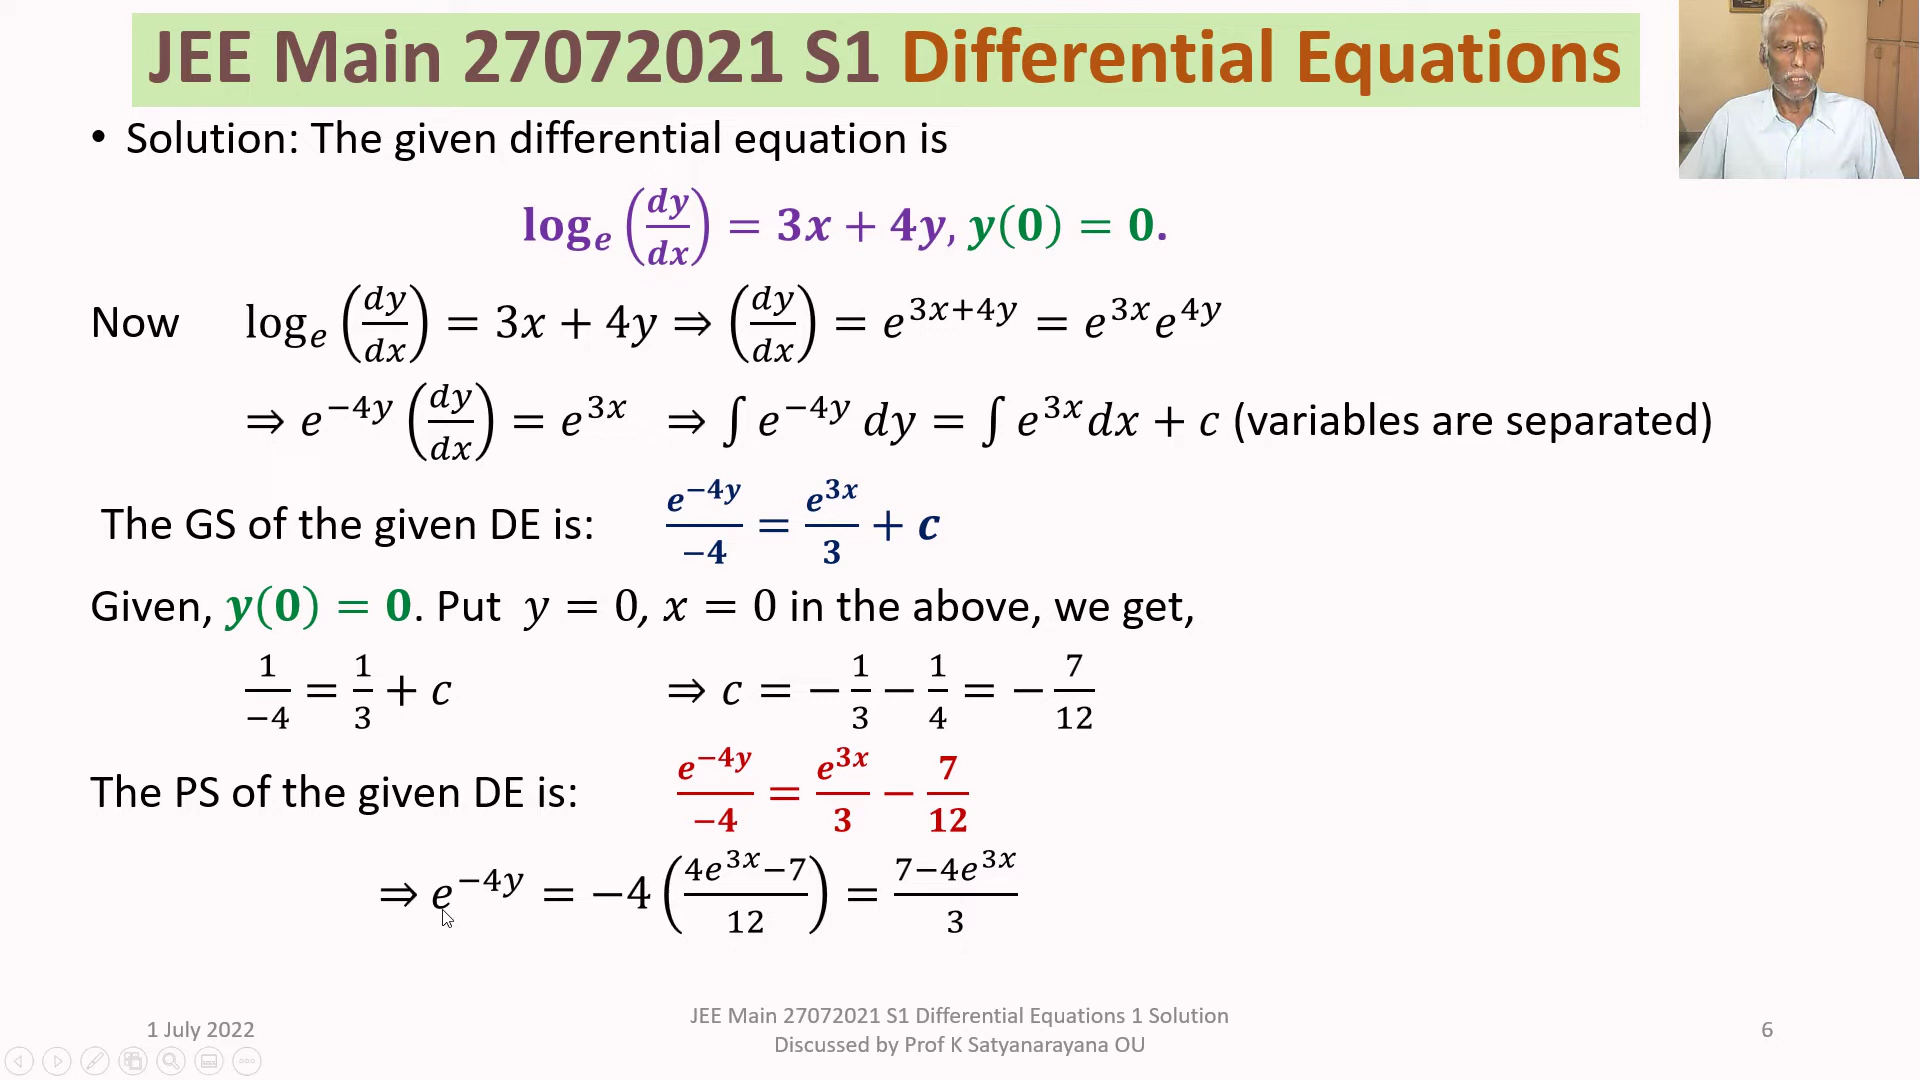 JEE Main 27072021 S1 Differential Equations
• Solution: The given differential equation is
logₑ(dy/dx) = 3x + 4y, y(0) = 0.
Now logₑ(dy/dx) = 3x + 4y ⇒ (dy/dx) = e^(3x+4y) = e^(3x) e^(4y)
⇒ e^(−4y) (dy/dx) = e^(3x) ⇒ ∫ e^(−4y) dy = ∫ e^(3x) dx + c (variables are separated)
The GS of the given DE is: e^(−4y)/−4 = e^(3x)/3 + c
Given, y(0) = 0. Put y = 0, x = 0 in the above, we get,
1/−4 = 1/3 + c ⇒ c = −1/3 − 1/4 = −7/12
The PS of the given DE is: e^(−4y)/−4 = e^(3x)/3 − 7/12
⇒ e^(−4y) = −4((4e^(3x)−7)/12) = (7−4e^(3x))/3
1 July 2022
JEE Main 27072021 S1 Differential Equations 1 Solution
Discussed by Prof K Satyanarayana OU
6